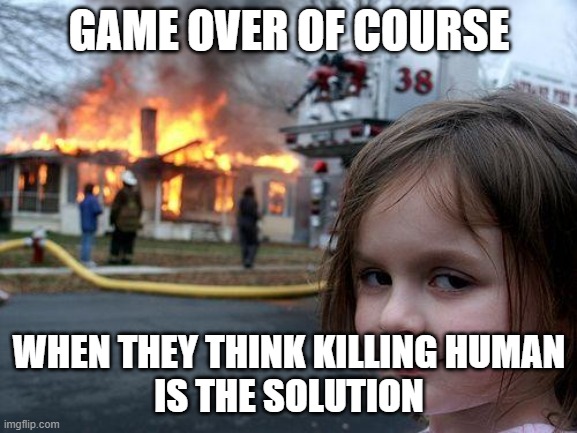 GAME OVER OF COURSE
38
WHEN THEY THINK KILLING HUMAN
IS THE SOLUTION
imgflip.com